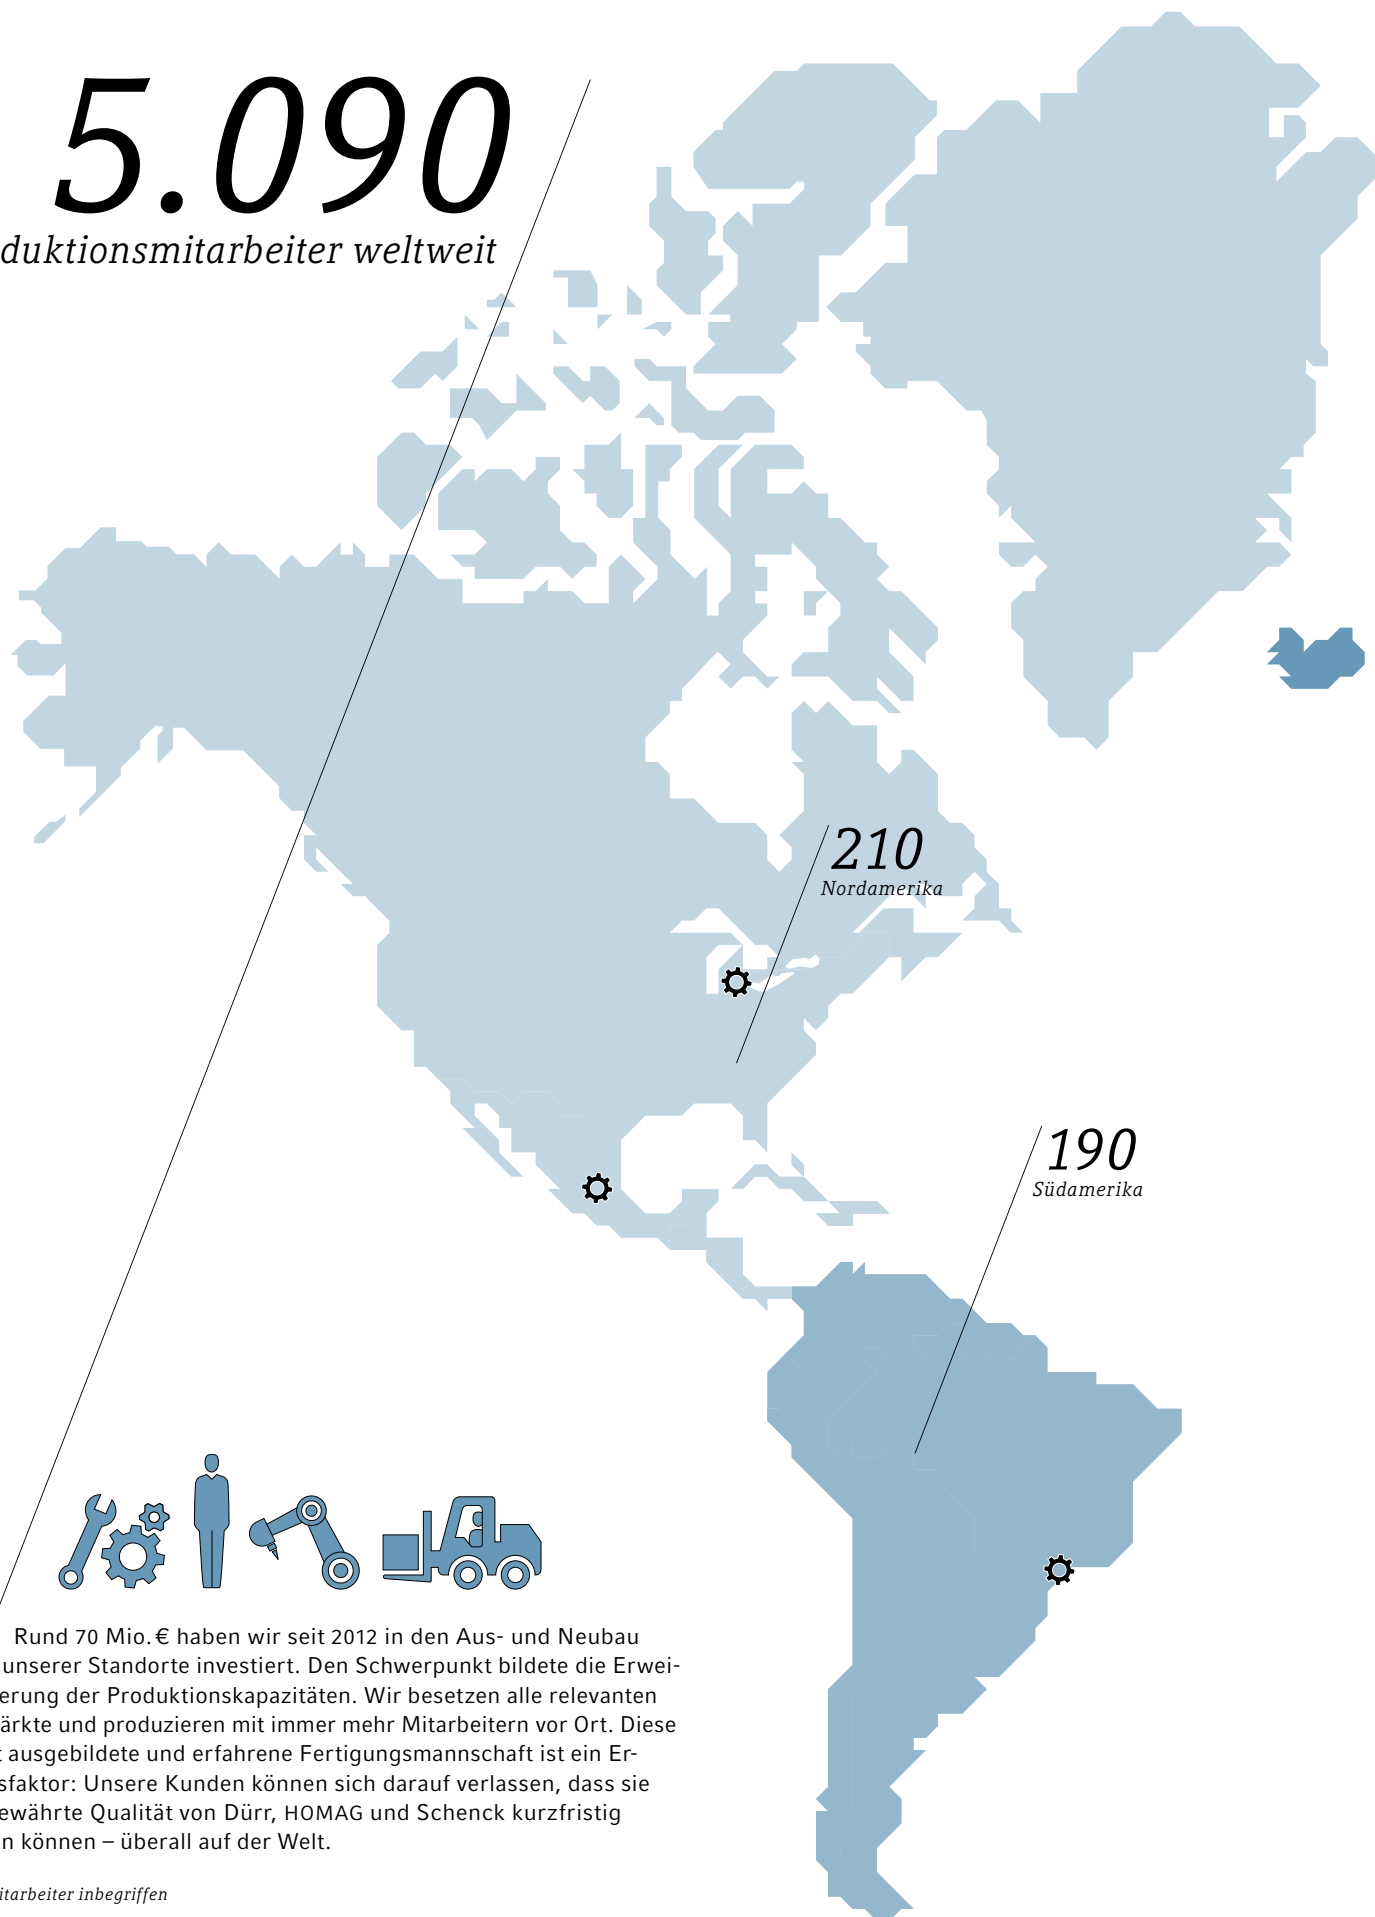 5.090
duktionsmitarbeiter weltweit
210
Nordamerika
190
Südamerika
Rund 70 Mio. € haben wir seit 2012 in den Aus- und Neubau
unserer Standorte investiert. Den Schwerpunkt bildete die Erwei-
erung der Produktionskapazitäten. Wir besetzen alle relevanten
ärkte und produzieren mit immer mehr Mitarbeitern vor Ort. Diese
t ausgebildete und erfahrene Fertigungsmannschaft ist ein Er-
sfaktor: Unsere Kunden können sich darauf verlassen, dass sie
ewährte Qualität von Dürr, HOMAG und Schenck kurzfristig
n können – überall auf der Welt.
itarbeiter inbegriffen